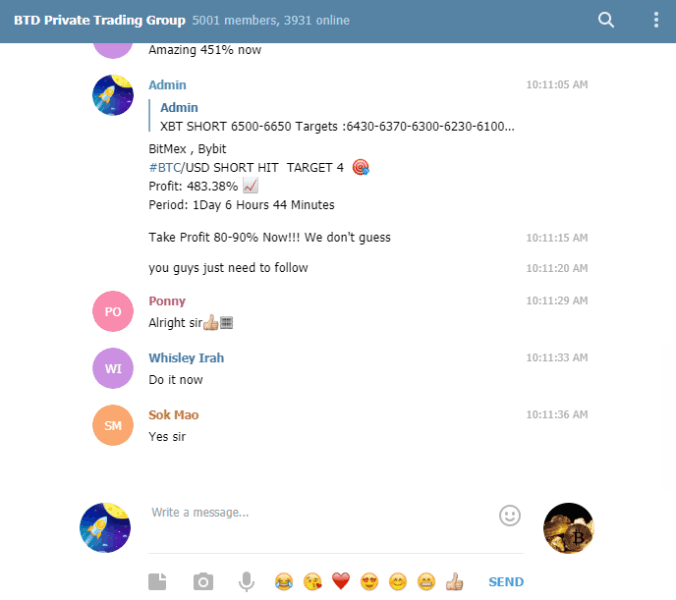 BTD Private Trading Group 5001 members, 3931 online
Amazing 451% now
Admin 10:11:05 AM
Admin
XBT SHORT 6500-6650 Targets :6430-6370-6300-6230-6100...
BitMex , Bybit
#BTC/USD SHORT HIT TARGET 4 🎯
Profit: 483.38% 📈
Period: 1Day 6 Hours 44 Minutes
Take Profit 80-90% Now!!! We don't guess 10:11:15 AM
you guys just need to follow 10:11:20 AM
PO Ponny 10:11:29 AM
Alright sir👍🏼
WI Whisley Irah 10:11:33 AM
Do it now
SM Sok Mao 10:11:36 AM
Yes sir
Write a message...
SEND